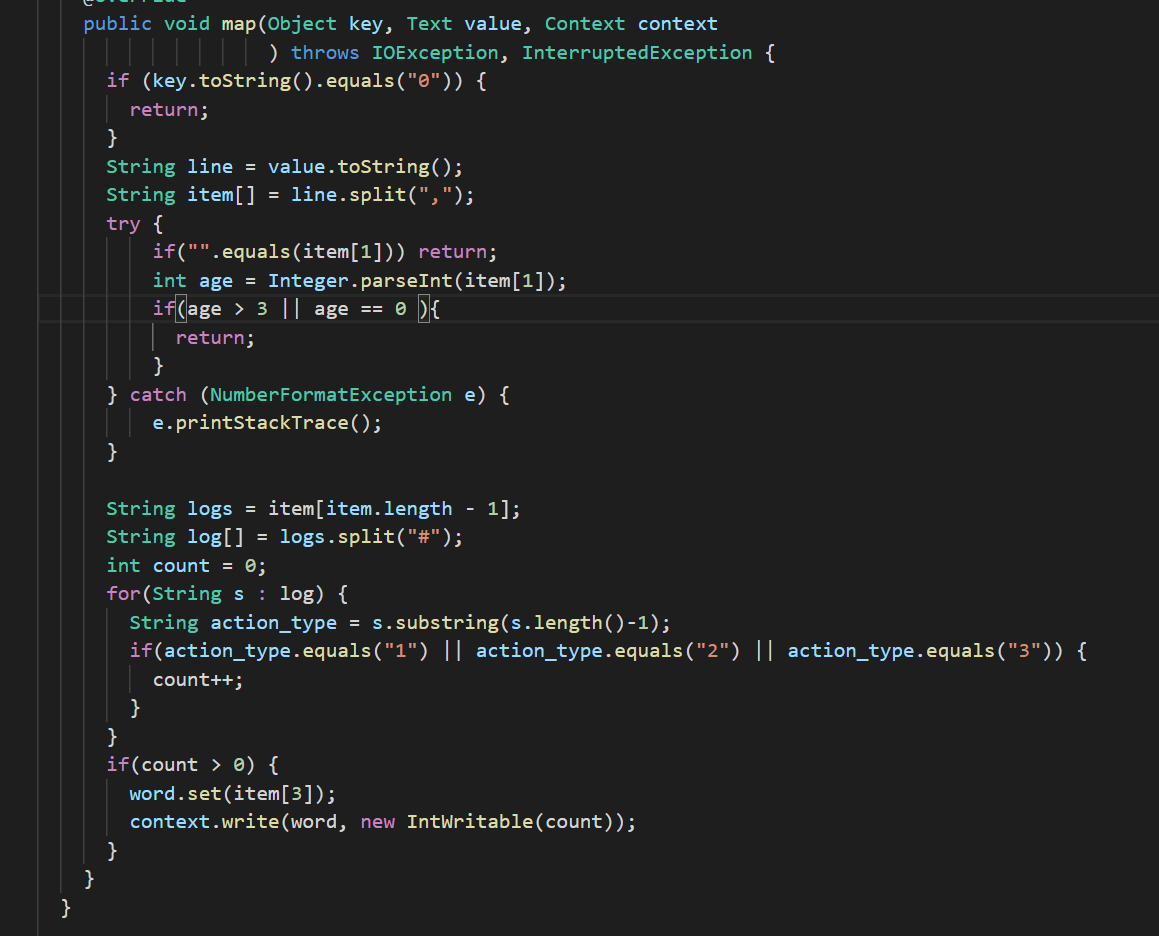 @Override
public void map(Object key, Text value, Context context
) throws IOException, InterruptedException {
if (key.toString().equals("0")) {
return;
}
String line = value.toString();
String item[] = line.split(",");
try {
if("".equals(item[1])) return;
int age = Integer.parseInt(item[1]);
if(age > 3 || age == 0 ){
return;
}
} catch (NumberFormatException e) {
e.printStackTrace();
}
String logs = item[item.length - 1];
String log[] = logs.split("#");
int count = 0;
for(String s : log) {
String action_type = s.substring(s.length()-1);
if(action_type.equals("1") || action_type.equals("2") || action_type.equals("3")) {
count++;
}
}
if(count > 0) {
word.set(item[3]);
context.write(word, new IntWritable(count));
}
}
}